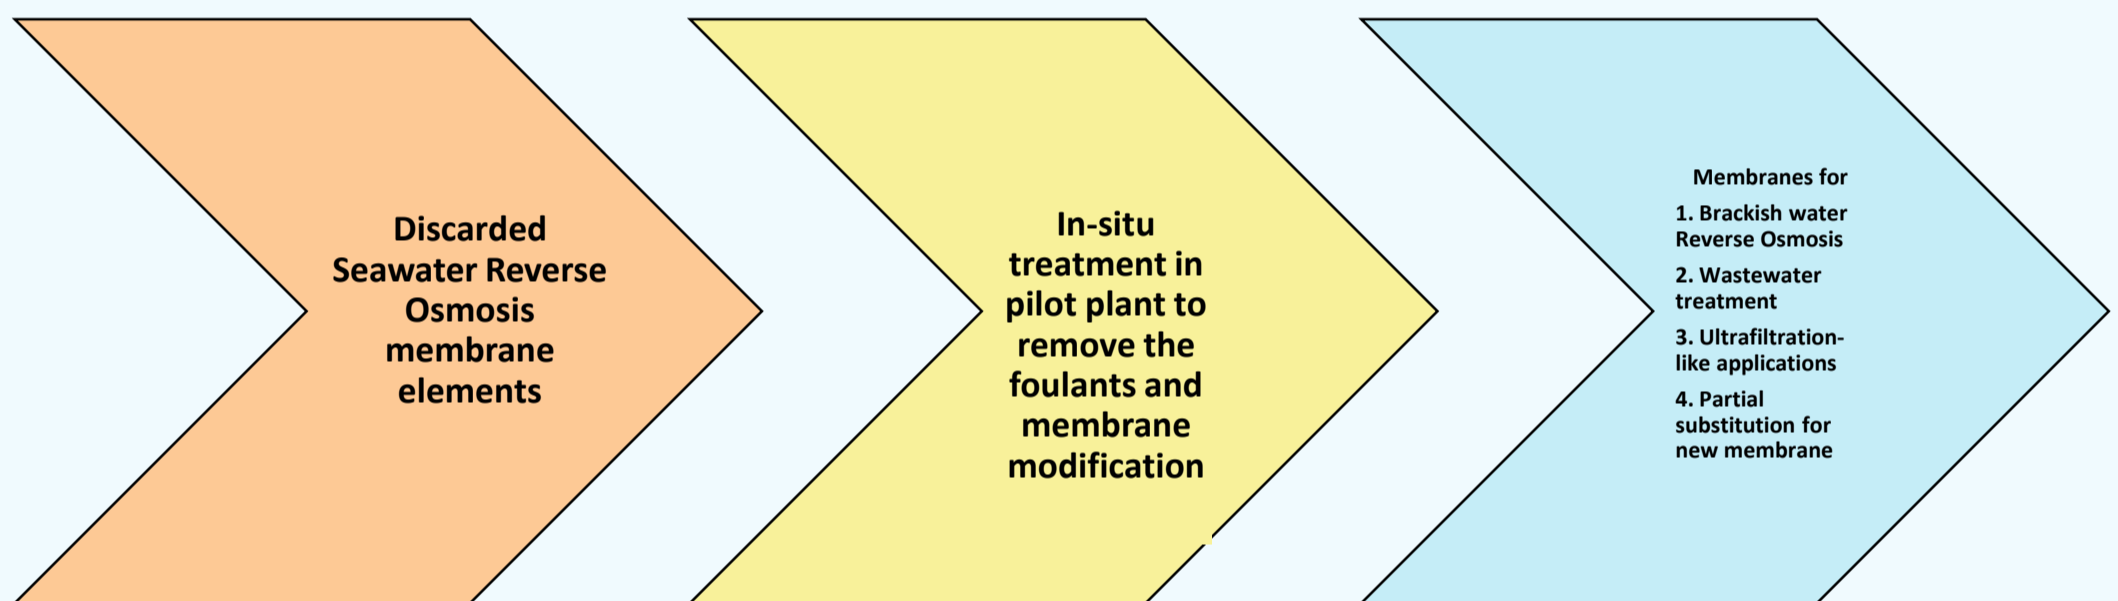 Discarded
Seawater Reverse
Osmosis
membrane
elements
In-situ
treatment in
pilot plant to
remove the
foulants and
membrane
modification
Membranes for
1. Brackish water
Reverse Osmosis
2. Wastewater
treatment
3. Ultrafiltration-
like applications
4. Partial
substitution for
new membrane